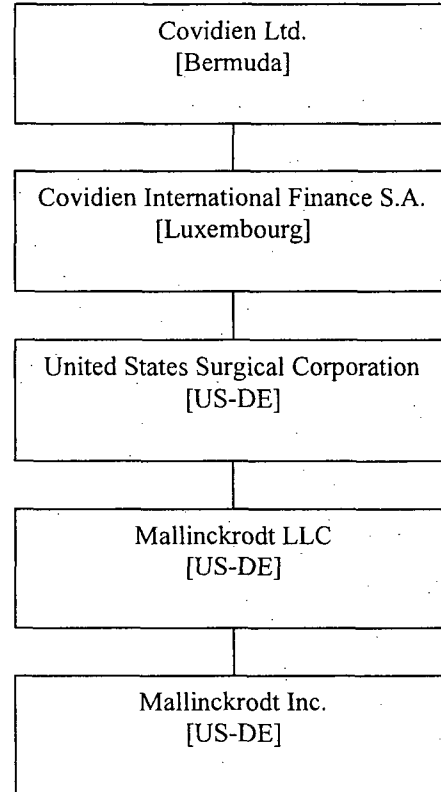 Covidien Ltd.
[Bermuda]
Covidien International Finance S.A.
[Luxembourg]
United States Surgical Corporation
[US-DE]
Mallinckrodt LLC
[US-DE]
Mallinckrodt Inc.
[US-DE]